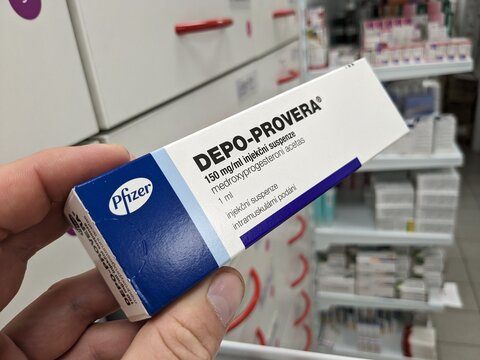 DEPO-PROVERA®
150 mg/ml injekční suspenze
medroxyprogesteroni acetas
1 ml
injekční suspenze
intramuskulární podání
Pfizer